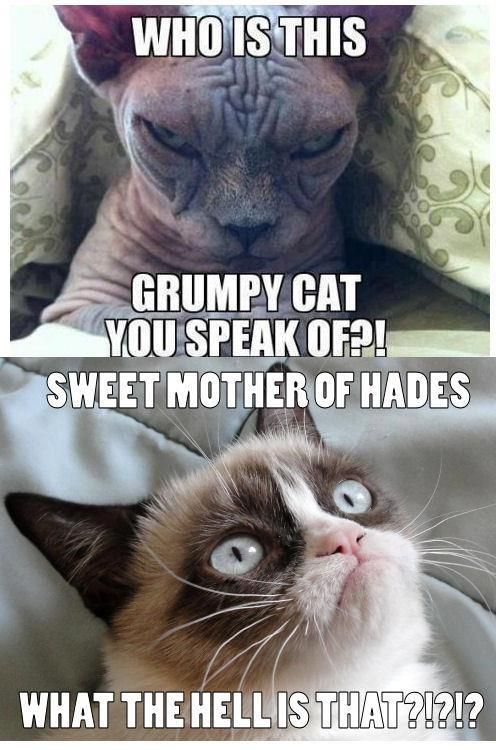 WHO IS THIS
GRUMPY CAT
YOU SPEAK OF?!
SWEET MOTHER OF HADES
WHAT THE HELL IS THAT?!?!?